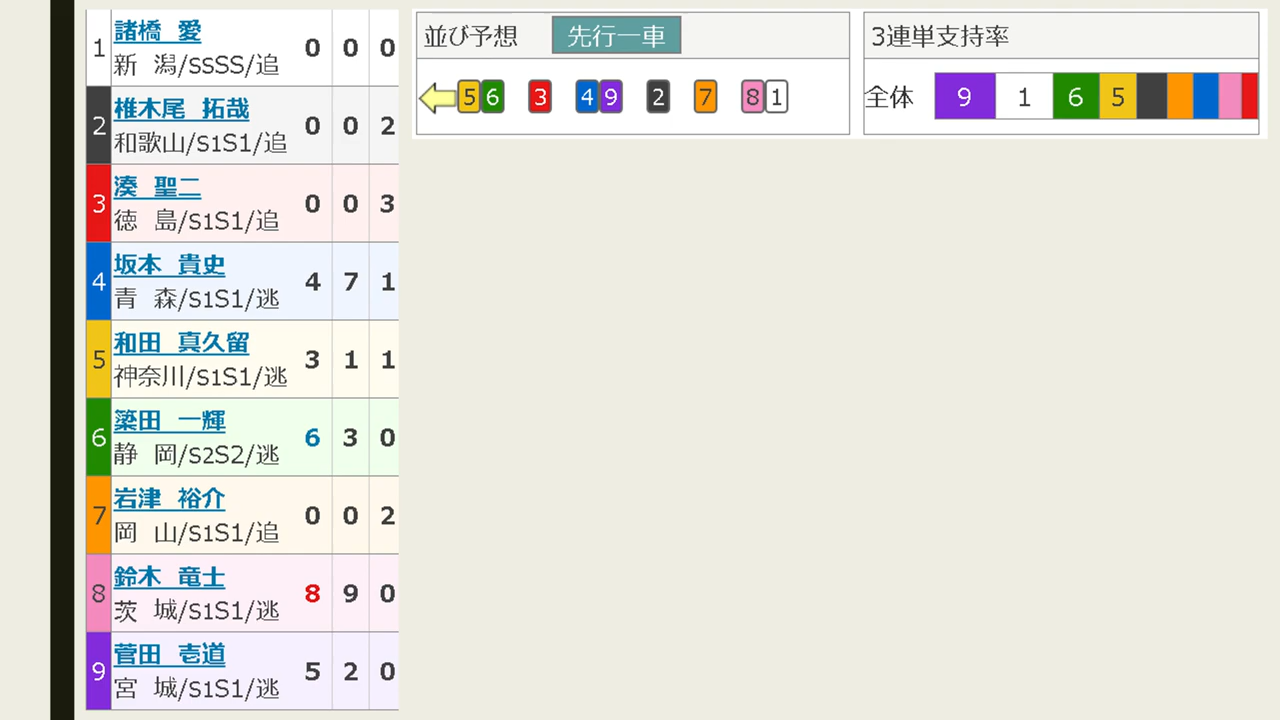 1 諸橋 愛 0 0 0
新 潟/SSSS/追
2 椎木尾 拓哉 0 0 2
和歌山/S1S1/追
3 湊 聖二 0 0 3
徳 島/S1S1/追
4 坂本 貴史 4 7 1
青 森/S1S1/逃
5 和田 真久留 3 1 1
神奈川/S1S1/逃
6 簗田 一輝 6 3 0
静 岡/S2S2/逃
7 岩津 裕介 0 0 2
岡 山/S1S1/追
8 鈴木 竜士 8 9 0
茨 城/S1S1/逃
9 菅田 壱道 5 2 0
宮 城/S1S1/逃
並び予想 先行一車
5 6 3 4 9 2 7 8 1
3連単支持率
全体 9 1 6 5